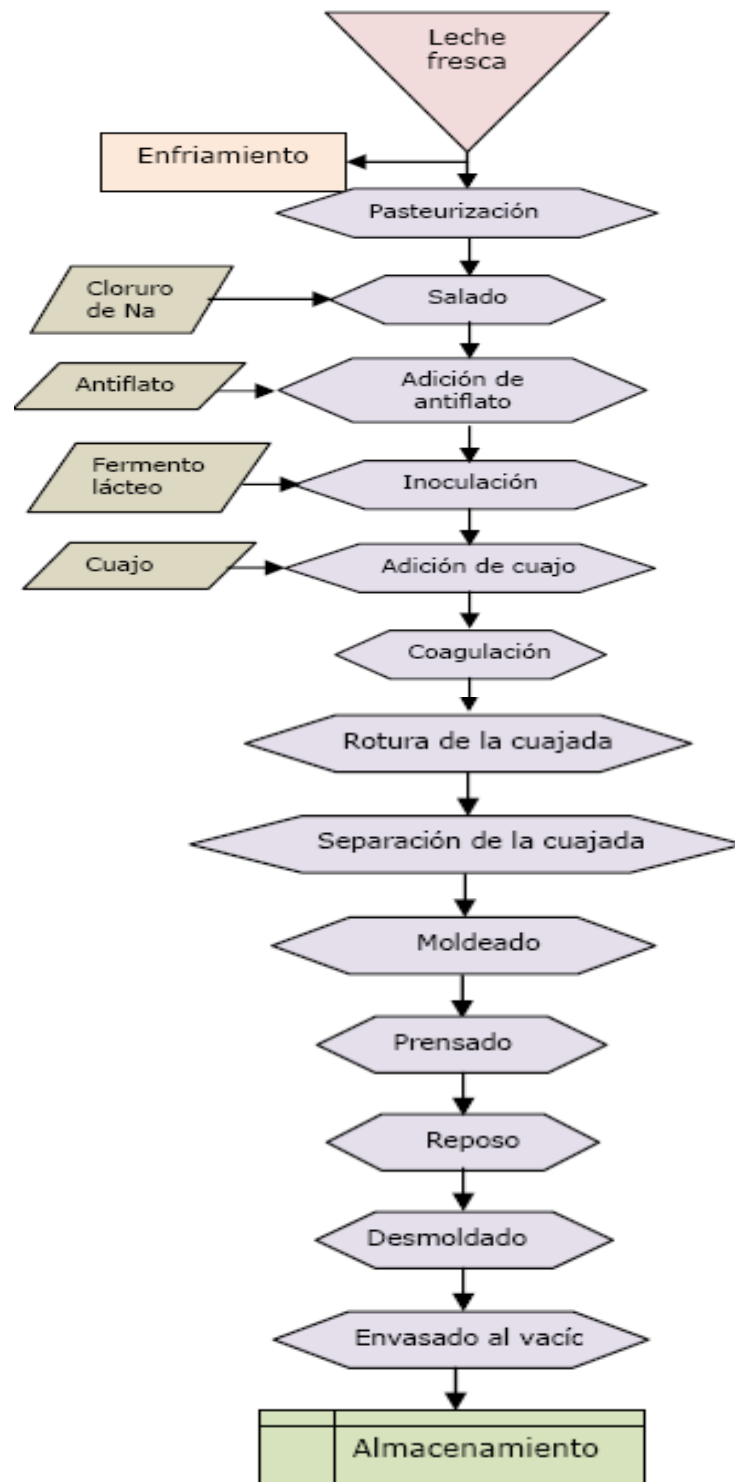 Leche
fresca
Enfriamiento
Pasteurización
Cloruro
de Na
Salado
Antiflato
Adición de
antiflato
Fermento
lácteo
Inoculación
Cuajo
Adición de cuajo
Coagulación
Rotura de la cuajada
Separación de la cuajada
Moldeado
Prensado
Reposo
Desmoldado
Envasado al vacíc
Almacenamiento